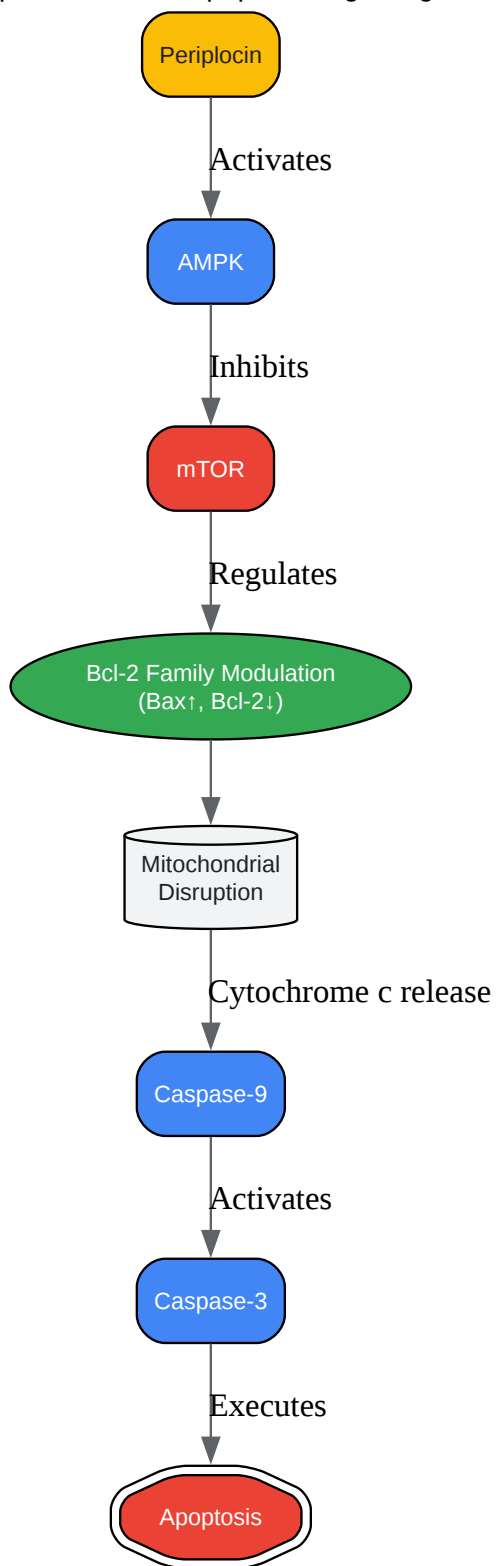 Periplocin
Activates
AMPK
Inhibits
mTOR
Regulates
Bcl-2 Family Modulation
(Bax↑, Bcl-2↓)
Mitochondrial
Disruption
Cytochrome c release
Caspase-9
Activates
Caspase-3
Executes
Apoptosis